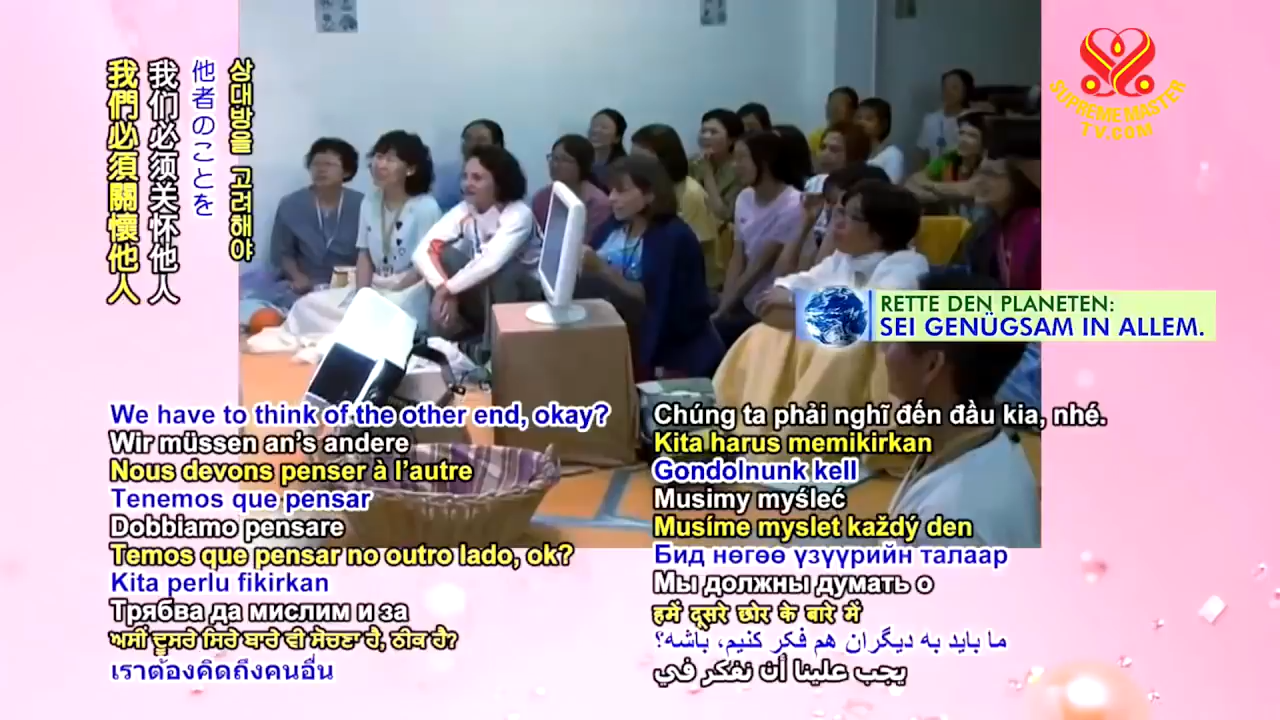 我們必須關懷他人
我们必须关怀他人
他者のことを
상대방을 고려해야
SUPREME MASTER
TV.COM
RETTE DEN PLANETEN:
SEI GENÜGSAM IN ALLEM.
We have to think of the other end, okay?
Wir müssen an’s andere
Nous devons penser à l’autre
Tenemos que pensar
Dobbiamo pensare
Temos que pensar no outro lado, ok?
Kita perlu fikirkan
Трябва да мислим и за
ਅਸੀਂ ਦੂਸਰੇ ਸਿਰੇ ਬਾਰੇ ਵੀ ਸੋਚਣਾ ਹੈ, ਠੀਕ ਹੈ?
เราต้องคิดถึงคนอื่น
Chúng ta phải nghĩ đến đầu kia, nhé.
Kita harus memikirkan
Gondolnunk kell
Musimy myśleć
Musíme myslet každý den
Бид нөгөө үзүүрийн талаар
Мы должны думать о
हमें दूसरे छोर के बारे में
ما باید به دیگران هم فکر کنیم، باشه؟
يجب علينا أن نفكر في